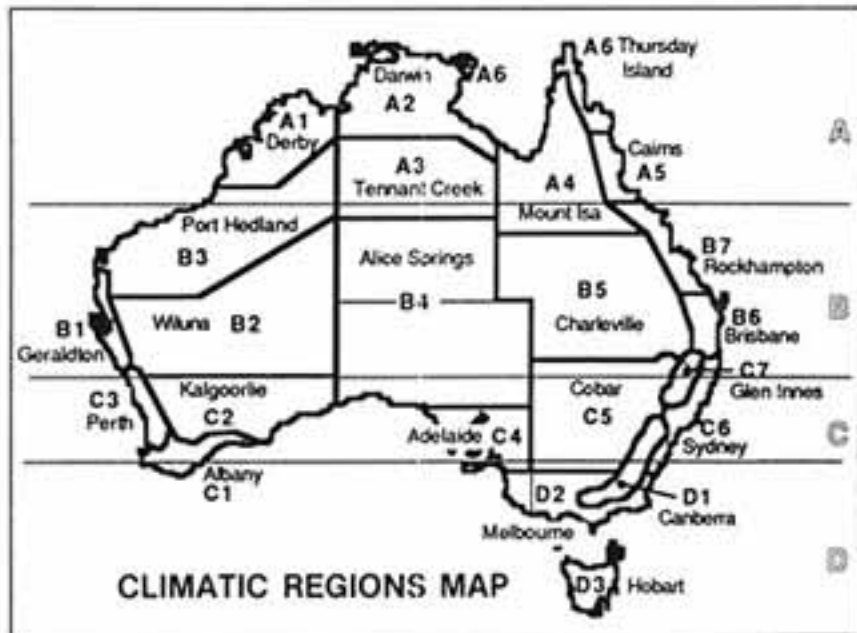 A6 Thursday
Island
Darwin
A6
A2
A1
Derby
A
Cairns
A3
Tennant Creek
A4
A5
Mount Isa
Port Hedland
B3
Alice Springs
B7
Rockhampton
B4
B5
B
B1
Geraldton
Wiluna B2
Charleville
B6
Brisbane
C7
Glen Innes
Kalgoorlie
C2
Cobar
C5
C3
Perth
Adelaide C4
C6
Sydney
C
Albany
C1
D2
D1
Canberra
Melbourne
D
CLIMATIC REGIONS MAP
D3 Hobart